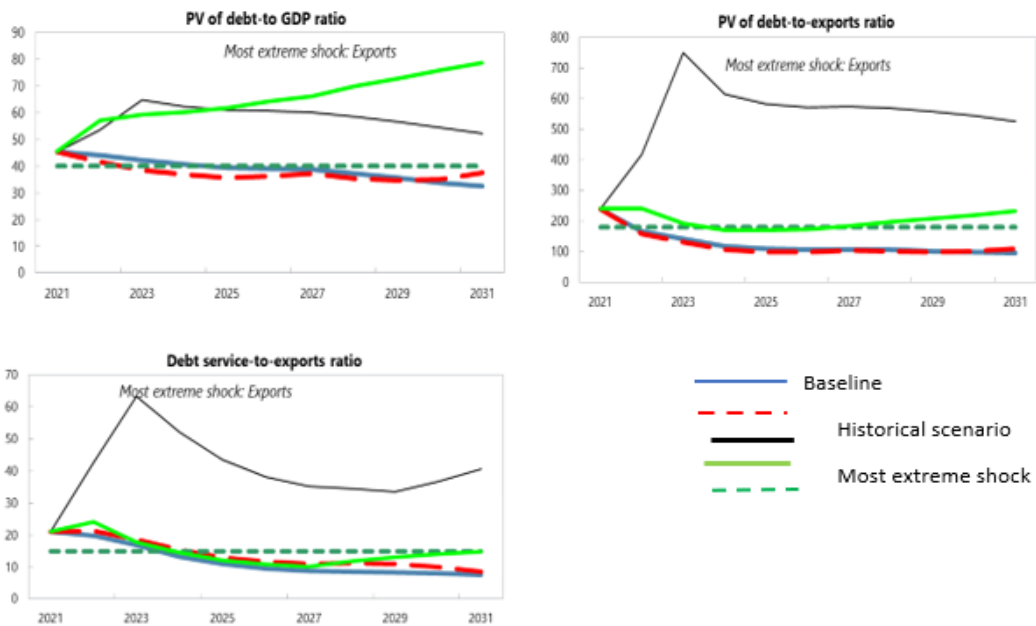 PV of debt-to GDP ratio
Most extreme shock: Exports
90
80
70
60
50
40
30
20
10
0
2021 2023 2025 2027 2029 2031
PV of debt-to-exports ratio
Most extreme shock: Exports
800
700
600
500
400
300
200
100
0
2021 2023 2025 2027 2029 2031
Debt service-to-exports ratio
Most extreme shock: Exports
70
60
50
40
30
20
10
0
2021 2023 2025 2027 2029 2031
Baseline
Historical scenario
Most extreme shock